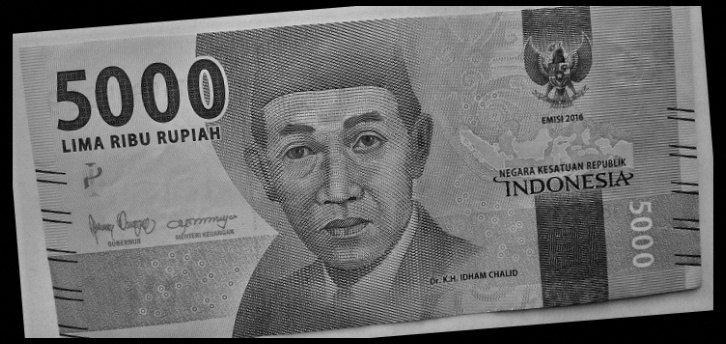 5000
LIMA RIBU RUPIAH
EMISI 2016
NEGARA KESATUAN REPUBLIK
INDONESIA
GUBERNUR
MENTERI KEUANGAN
5000
Dr. K.H. IDHAM CHALID